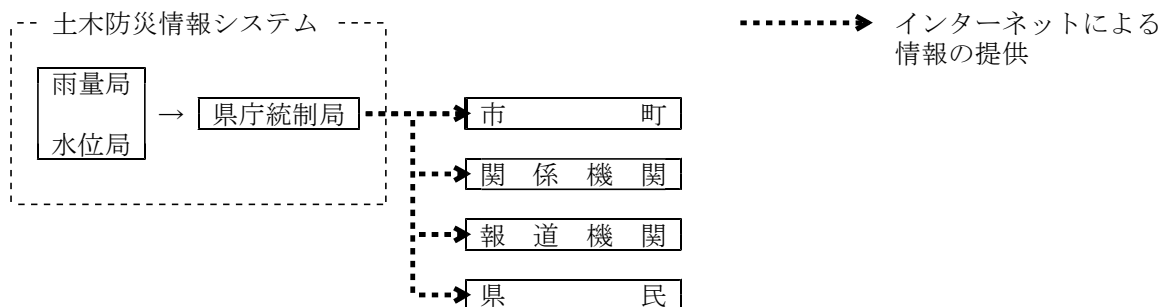 土木防災情報システム
インターネットによる
情報の提供
雨量局
水位局
→
県庁統制局
市 町
関 係 機 関
報 道 機 関
県 民